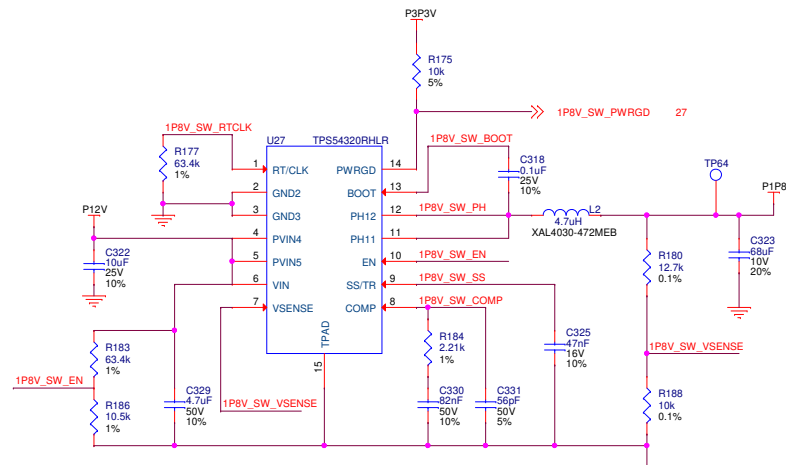 P3P3V
R175
10k
5%
1P8V_SW_PWRGD 27
1P8V_SW_RTCLK
U27 TPS54320RHLR
1P8V_SW_BOOT
R177
63.4k
1%
C318
0.1uF
25V
10%
TP64
P1P8
1 RT/CLK PWRGD 14
2 GND2 BOOT 13
3 GND3 PH12 12 1P8V_SW_PH
4 PVIN4 PH11 11
5 PVIN5 EN 10 1P8V_SW_EN
6 VIN SS/TR 9 1P8V_SW_SS
7 VSENSE COMP 8 1P8V_SW_COMP
TPAD
15
L2
4.7uH
XAL4030-472MEB
P12V
C322
10uF
25V
10%
R180
12.7k
0.1%
C323
68uF
10V
20%
R183
63.4k
1%
1P8V_SW_EN
R186
10.5k
1%
C329
4.7uF
50V
10%
1P8V_SW_VSENSE
R184
2.21k
1%
C330
82nF
50V
10%
C331
56pF
50V
5%
C325
47nF
16V
10%
1P8V_SW_VSENSE
R188
10k
0.1%